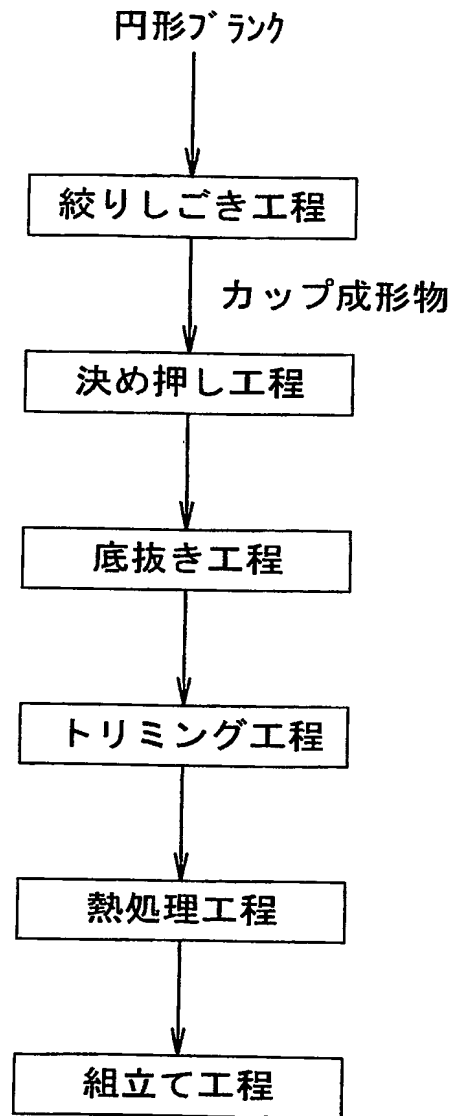 円形ブランク
絞りしごき工程
カップ成形物
決め押し工程
底抜き工程
トリミング工程
熱処理工程
組立て工程